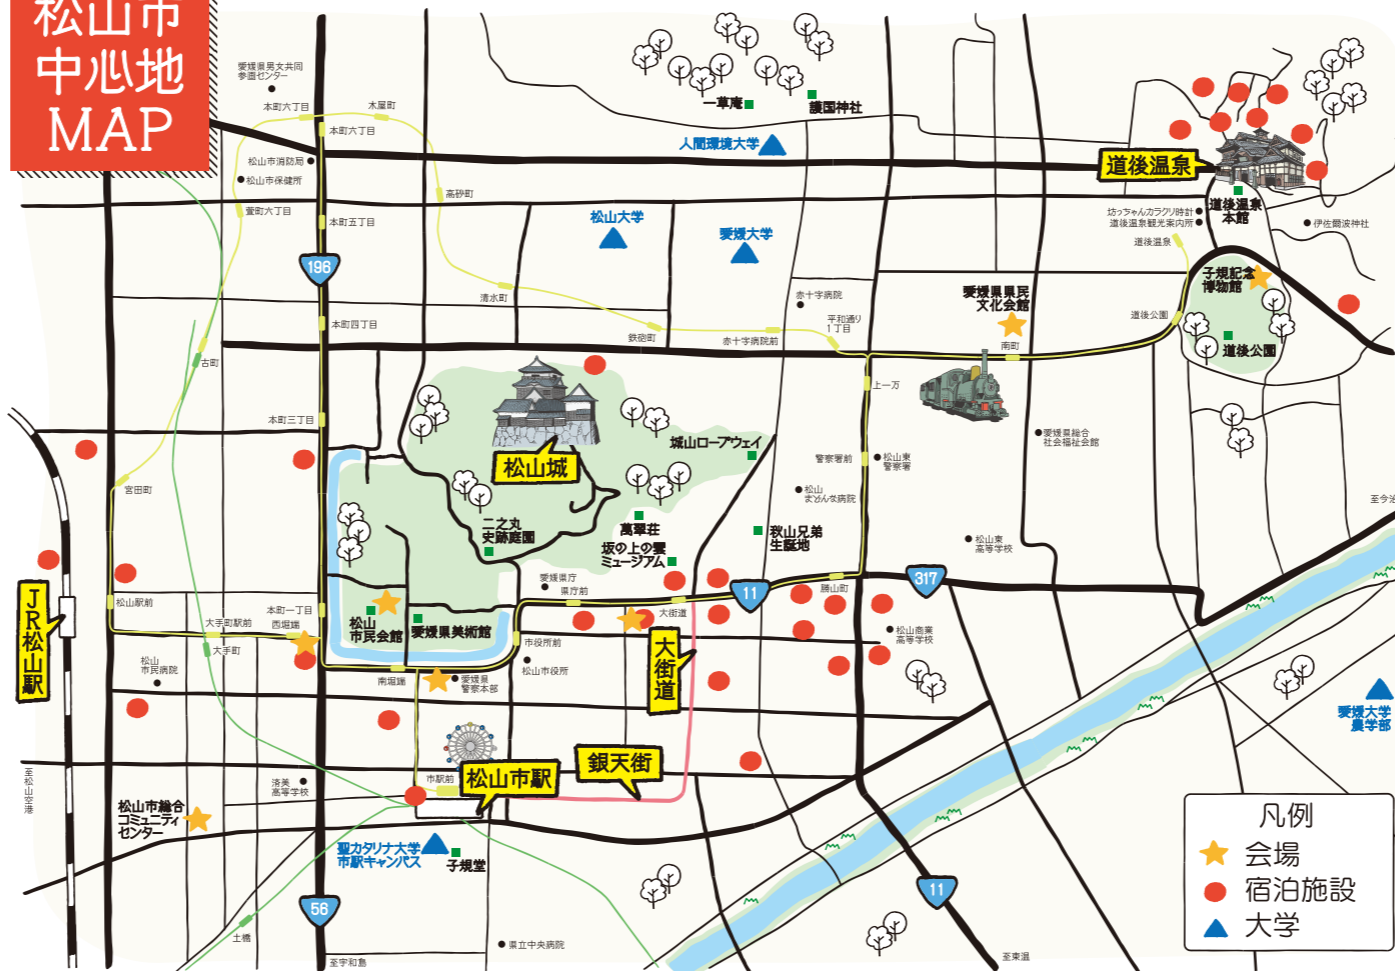 松山市
中心地
MAP
愛媛県男女共同
参画センター
本町六丁目
木屋町
本町六丁目
松山市消防局
松山市保健所
萱町六丁目
本町五丁目
高砂町
196
一草庵
護国神社
人間環境大学
松山大学
愛媛大学
道後温泉
坊っちゃんカラクリ時計
道後温泉観光案内所
道後温泉
道後温泉
本館
伊佐爾波神社
子規記念
博物館
道後公園
道後公園
清水町
鉄砲町
赤十字病院前
赤十字病院
平和通り
1丁目
愛媛県県民
文化会館
南町
上一万
本町四丁目
古町
本町三丁目
宮田町
松山城
城山ロープウェイ
警察署前
松山東
警察署
愛媛県総合
社会福祉会館
松山
まどんな病院
至今治
二之丸
史跡庭園
萬翠荘
坂の上の雲
ミュージアム
秋山兄弟
生誕地
松山東
高等学校
317
11
勝山町
松山商業
高等学校
愛媛県庁
県庁前
大街道
大街道
JR松山駅
松山駅前
大手町駅前
大手町
本町一丁目
西堀端
松山
市民会館
愛媛県美術館
市役所前
松山市役所
松山
市民病院
南堀端
愛媛県
警察本部
愛媛大学
農学部
銀天街
松山市駅
市駅前
至松山空港
済美
高等学校
松山市総合
コミュニティ
センター
聖カタリナ大学
市駅キャンパス
子規堂
56
11
土橋
県立中央病院
至宇和島
至東温
凡例
会場
宿泊施設
大学